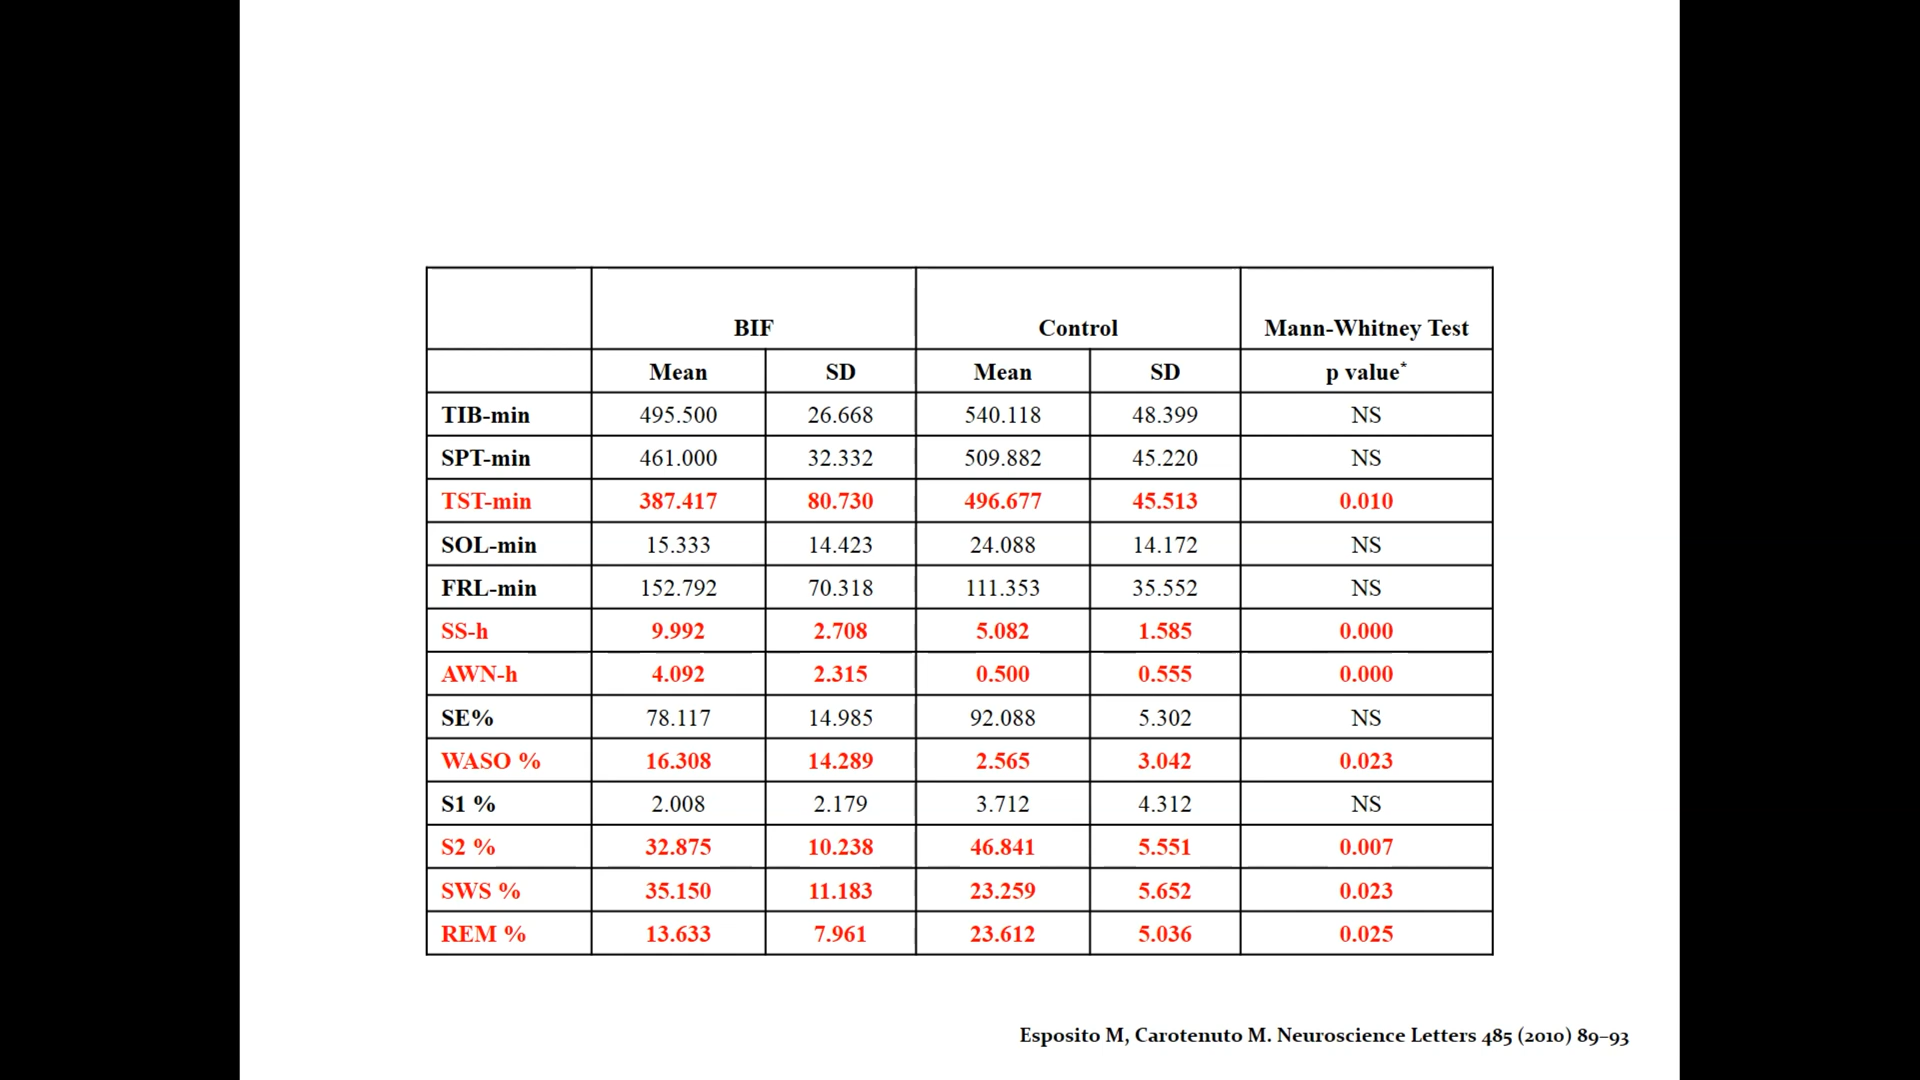 BIF Control Mann-Whitney Test
Mean SD Mean SD p value*
TIB-min 495.500 26.668 540.118 48.399 NS
SPT-min 461.000 32.332 509.882 45.220 NS
TST-min 387.417 80.730 496.677 45.513 0.010
SOL-min 15.333 14.423 24.088 14.172 NS
FRL-min 152.792 70.318 111.353 35.552 NS
SS-h 9.992 2.708 5.082 1.585 0.000
AWN-h 4.092 2.315 0.500 0.555 0.000
SE% 78.117 14.985 92.088 5.302 NS
WASO % 16.308 14.289 2.565 3.042 0.023
S1 % 2.008 2.179 3.712 4.312 NS
S2 % 32.875 10.238 46.841 5.551 0.007
SWS % 35.150 11.183 23.259 5.652 0.023
REM % 13.633 7.961 23.612 5.036 0.025
Esposito M, Carotenuto M. Neuroscience Letters 485 (2010) 89–93